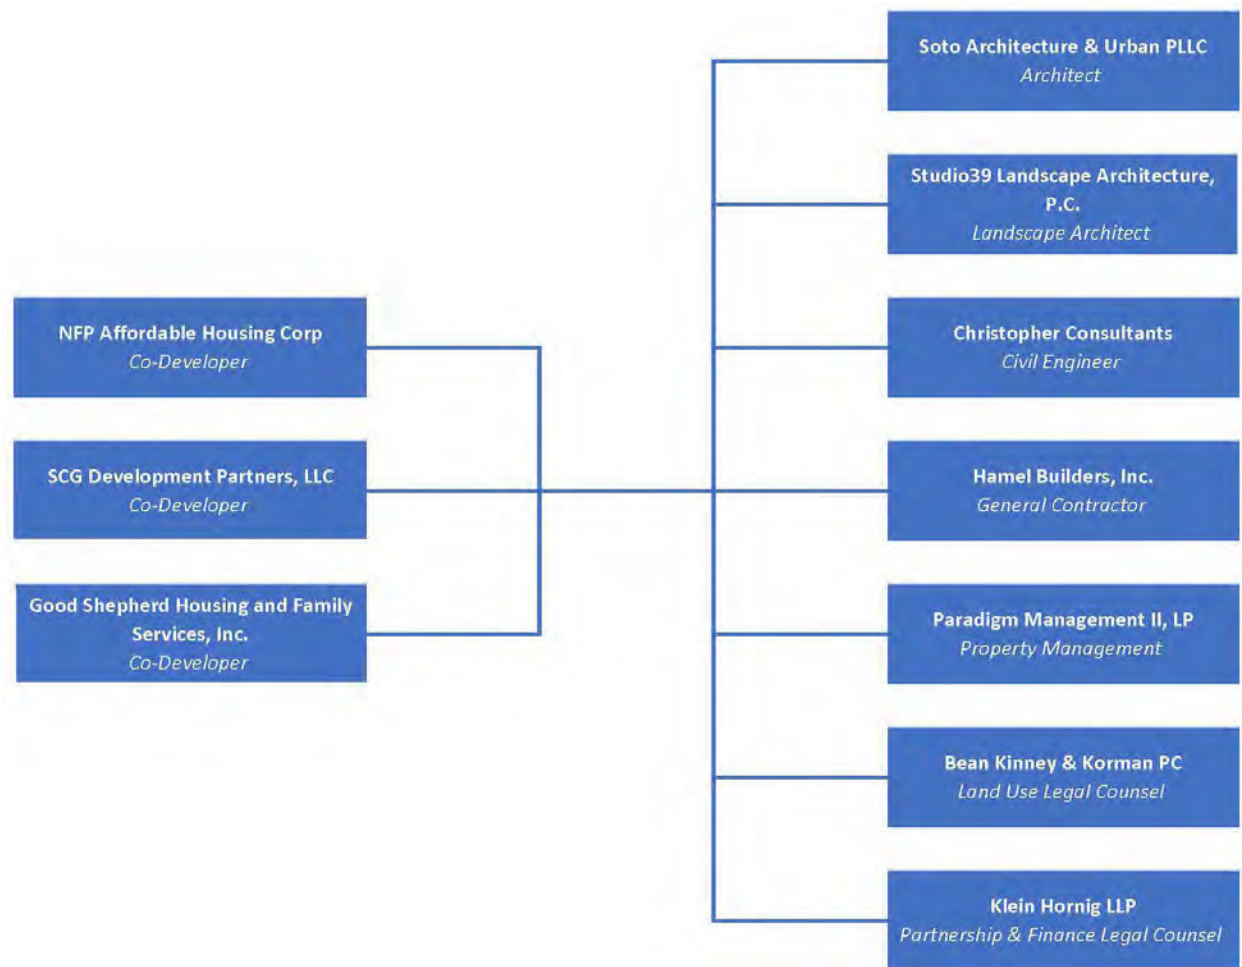 NFP Affordable Housing Corp
Co-Developer
SCG Development Partners, LLC
Co-Developer
Good Shepherd Housing and Family
Services, Inc.
Co-Developer
Soto Architecture & Urban PLLC
Architect
Studio39 Landscape Architecture,
P.C.
Landscape Architect
Christopher Consultants
Civil Engineer
Hamel Builders, Inc.
General Contractor
Paradigm Management II, LP
Property Management
Bean Kinney & Korman PC
Land Use Legal Counsel
Klein Hornig LLP
Partnership & Finance Legal Counsel